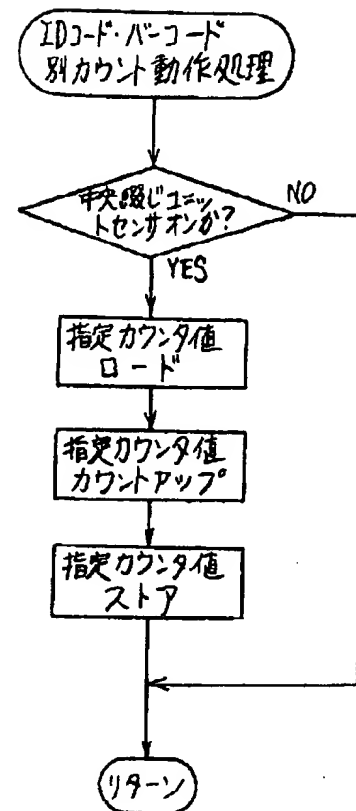 IDコード・バーコード
別カウント動作処理
中央綴じユニッ
トセンサオンか?
NO
YES
指定カウンタ値
ロード
指定カウンタ値
カウントアップ
指定カウンタ値
ストア
リターン